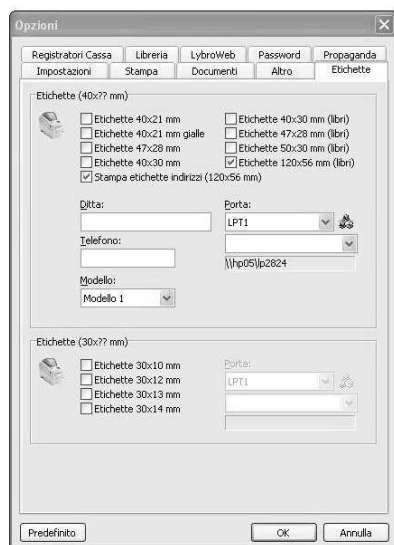 Opzioni
Registratori Cassa Libreria LybroWeb Password Propaganda
Impostazioni Stampa Documenti Altro Etichette
Etichette (40x?? mm)
Etichette 40x21 mm Etichette 40x30 mm (libri)
Etichette 40x21 mm gialle Etichette 47x28 mm (libri)
Etichette 47x28 mm Etichette 50x30 mm (libri)
Etichette 40x30 mm Etichette 120x56 mm (libri)
Stampa etichette indirizzi (120x56 mm)
Ditta: Porta:
LPT1
Telefono:
\\hp05\lp2824
Modello:
Modello 1
Etichette (30x?? mm)
Etichette 30x10 mm Porta:
Etichette 30x12 mm LPT1
Etichette 30x13 mm
Etichette 30x14 mm
Predefinito OK Annulla